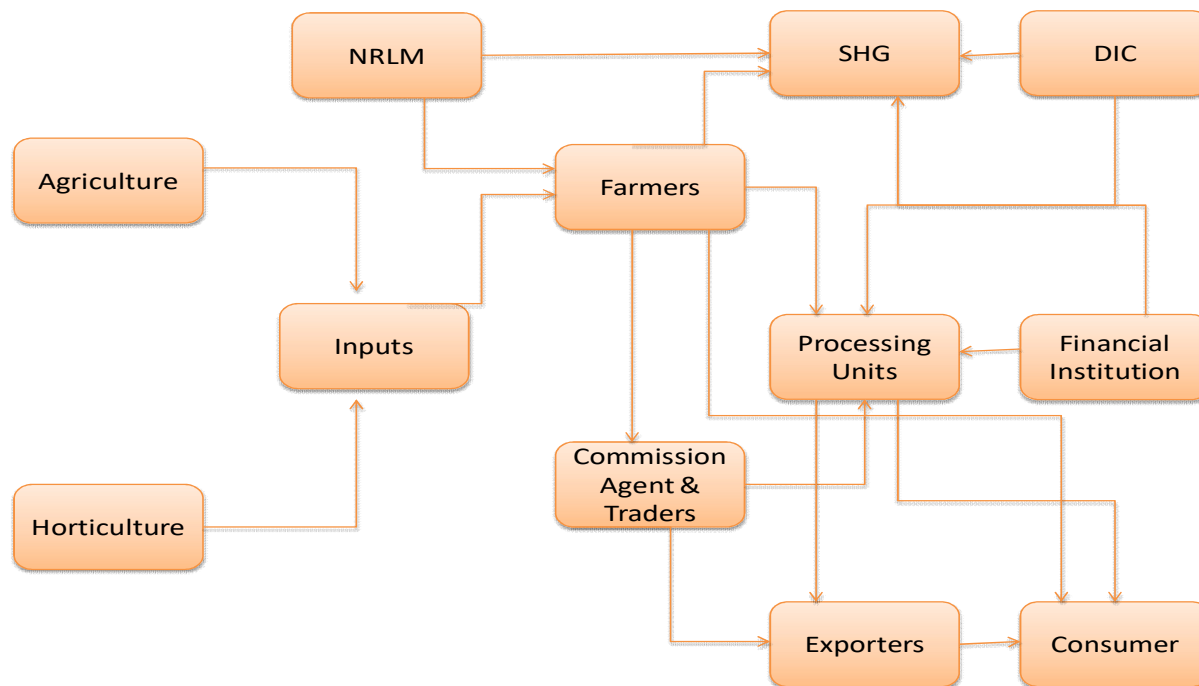 NRLM
SHG
DIC
Agriculture
Farmers
Inputs
Processing
Units
Financial
Institution
Commission
Agent &
Traders
Horticulture
Exporters
Consumer